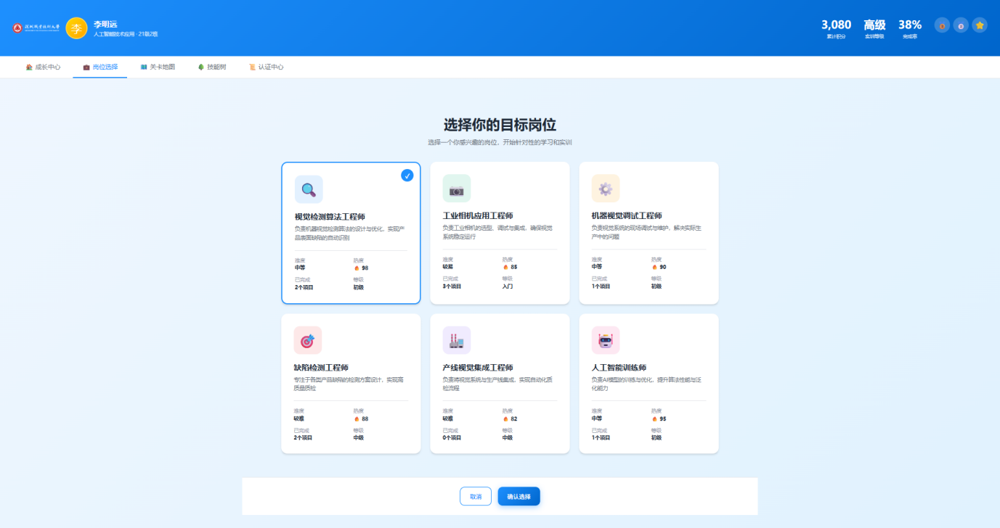 深圳职业技术大学
李
李明远
人工智能技术应用 · 21级2班
3,080
累计积分
高级
实训等级
38%
完成率
成长中心
岗位选择
关卡地图
技能树
认证中心
选择你的目标岗位
选择一个你感兴趣的岗位，开始针对性的学习和实训
视觉检测算法工程师
负责机器视觉检测算法的设计与优化，实现产
品表面缺陷的自动识别
难度
热度
中等
98
已完成
等级
2个项目
初级
工业相机应用工程师
负责工业相机的选型、调试与集成，确保视觉
系统稳定运行
难度
热度
较易
85
已完成
等级
3个项目
入门
机器视觉调试工程师
负责视觉系统的现场调试与维护，解决实际生
产中的问题
难度
热度
中等
90
已完成
等级
1个项目
初级
缺陷检测工程师
专注于各类产品缺陷的检测方案设计，实现高
质量质检
难度
热度
较难
88
已完成
等级
2个项目
中级
产线视觉集成工程师
负责将视觉系统与生产线集成，实现自动化质
检流程
难度
热度
较难
82
已完成
等级
0个项目
中级
人工智能训练师
负责AI模型的训练与优化，提升算法性能与泛
化能力
难度
热度
中等
95
已完成
等级
1个项目
初级
取消
确认选择